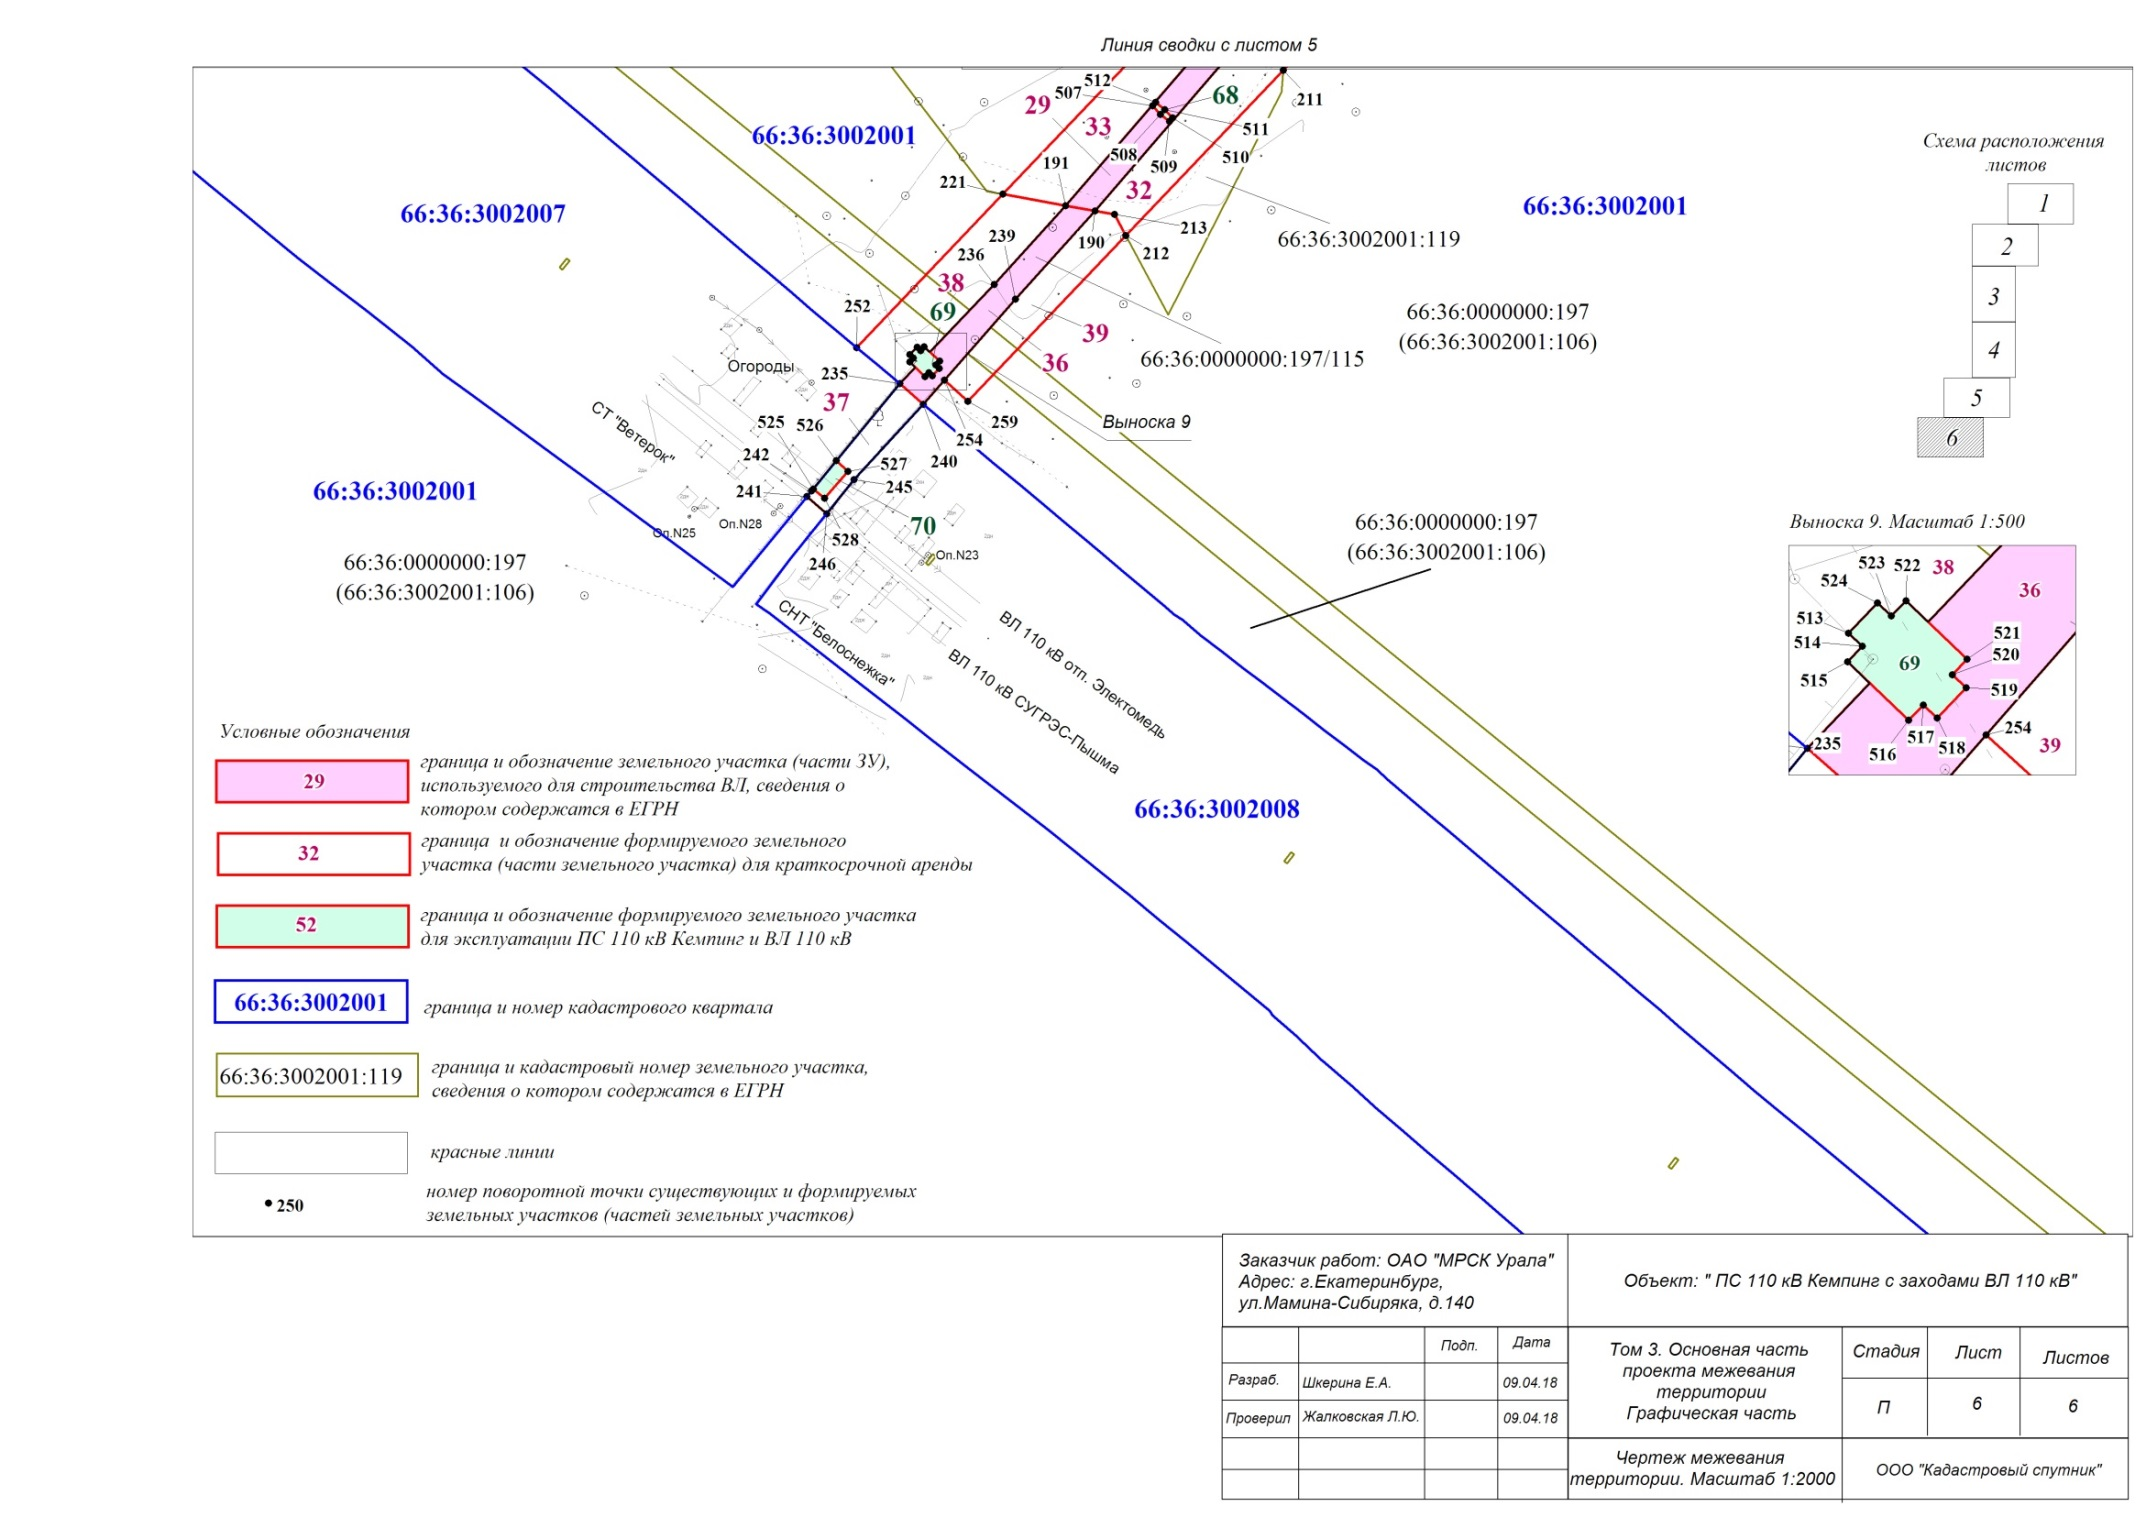 Линия сводки с листом 5
512
507
29
33
68
211
511
510
508
509
191
221
32
213
190
212
239
236
38
69
252
235
37
39
36
259
254
240
525
526
242
241
527
245
70
528
246
66:36:3002001
66:36:3002007
66:36:3002001
66:36:3002001
66:36:3002001:119
66:36:0000000:197
(66:36:3002001:106)
66:36:0000000:197/115
Выноска 9
Огороды
СТ "Ветерок"
Оп.N25
Оп.N28
Оп.N23
66:36:0000000:197
(66:36:3002001:106)
66:36:0000000:197
(66:36:3002001:106)
СНТ "Белоснежка"
ВЛ 110 кВ отп. Электомедь
ВЛ 110 кВ СУГРЭС-Пышма
66:36:3002008
Схема расположения
листов
1
2
3
4
5
6
Выноска 9. Масштаб 1:500
523
522
38
524
36
513
514
515
69
521
520
519
254
235
517
516
518
39
Условные обозначения
29
граница и обозначение земельного участка (части ЗУ),
используемого для строительства ВЛ, сведения о
котором содержатся в ЕГРН
32
граница и обозначение формируемого земельного
участка (части земельного участка) для краткосрочной аренды
52
граница и обозначение формируемого земельного участка
для эксплуатации ПС 110 кВ Кемпинг и ВЛ 110 кВ
66:36:3002001
граница и номер кадастрового квартала
66:36:3002001:119
граница и кадастровый номер земельного участка,
сведения о котором содержатся в ЕГРН
красные линии
250
номер поворотной точки существующих и формируемых
земельных участков (частей земельных участков)
Заказчик работ: ОАО "МРСК Урала"
Адрес: г.Екатеринбург,
ул.Мамина-Сибиряка, д.140
Объект: " ПС 110 кВ Кемпинг с заходами ВЛ 110 кВ"
Подп.
Дата
Разраб.
Шкерина Е.А.
09.04.18
Проверил
Жалковская Л.Ю.
09.04.18
Том 3. Основная часть
проекта межевания
территории
Графическая часть
Стадия
Лист
Листов
П
6
6
Чертеж межевания
территории. Масштаб 1:2000
ООО "Кадастровый спутник"